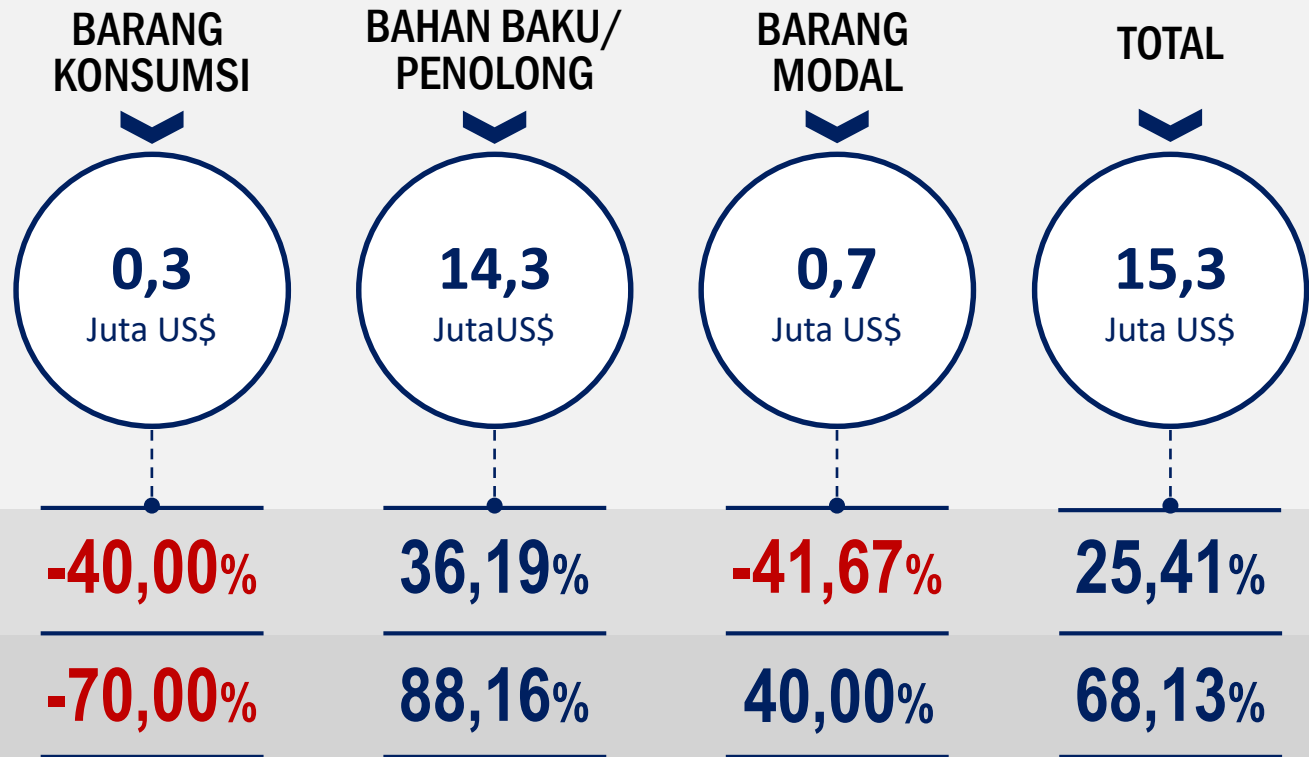 BARANG
KONSUMSI
BAHAN BAKU/
PENOLONG
BARANG
MODAL
TOTAL
0,3
Juta US$
14,3
JutaUS$
0,7
Juta US$
15,3
Juta US$
-40,00%
36,19%
-41,67%
25,41%
-70,00%
88,16%
40,00%
68,13%